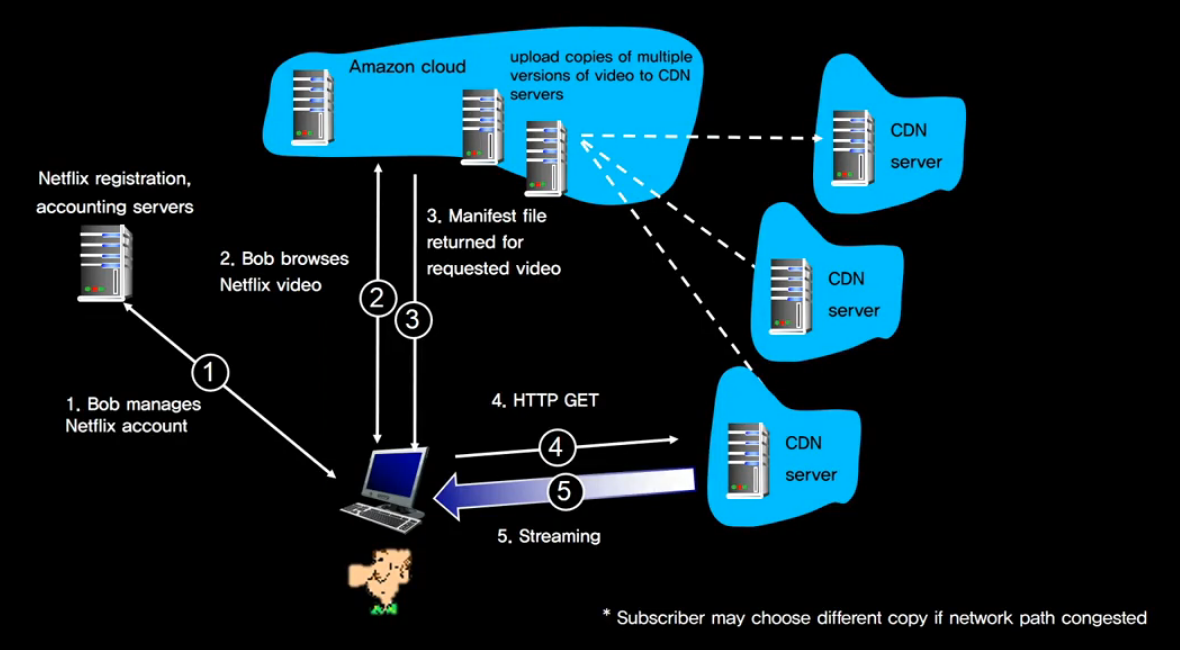 Amazon cloud
upload copies of multiple
versions of video to CDN
servers
CDN
server
Netflix registration,
accounting servers
3. Manifest file
returned for
requested video
2. Bob browses
Netflix video
CDN
server
2
3
1
1. Bob manages
Netflix account
4. HTTP GET
4
CDN
server
5
5. Streaming
* Subscriber may choose different copy if network path congested